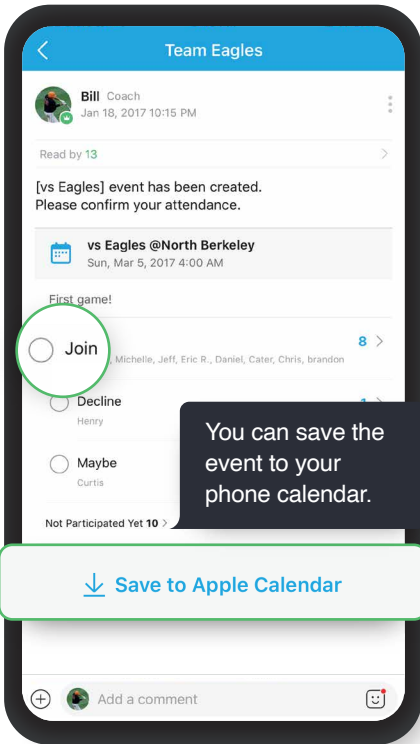 Team Eagles
Bill Coach
Jan 18, 2017 10:15 PM
Read by 13
[vs Eagles] event has been created.
Please confirm your attendance.
vs Eagles @North Berkeley
Sun, Mar 5, 2017 4:00 AM
First game!
Join
8
, Michelle, Jeff, Eric R., Daniel, Cater, Chris, brandon
Decline
Henry
You can save the
event to your
phone calendar.
Maybe
Curtis
Not Participated Yet 10
Save to Apple Calendar
Add a comment